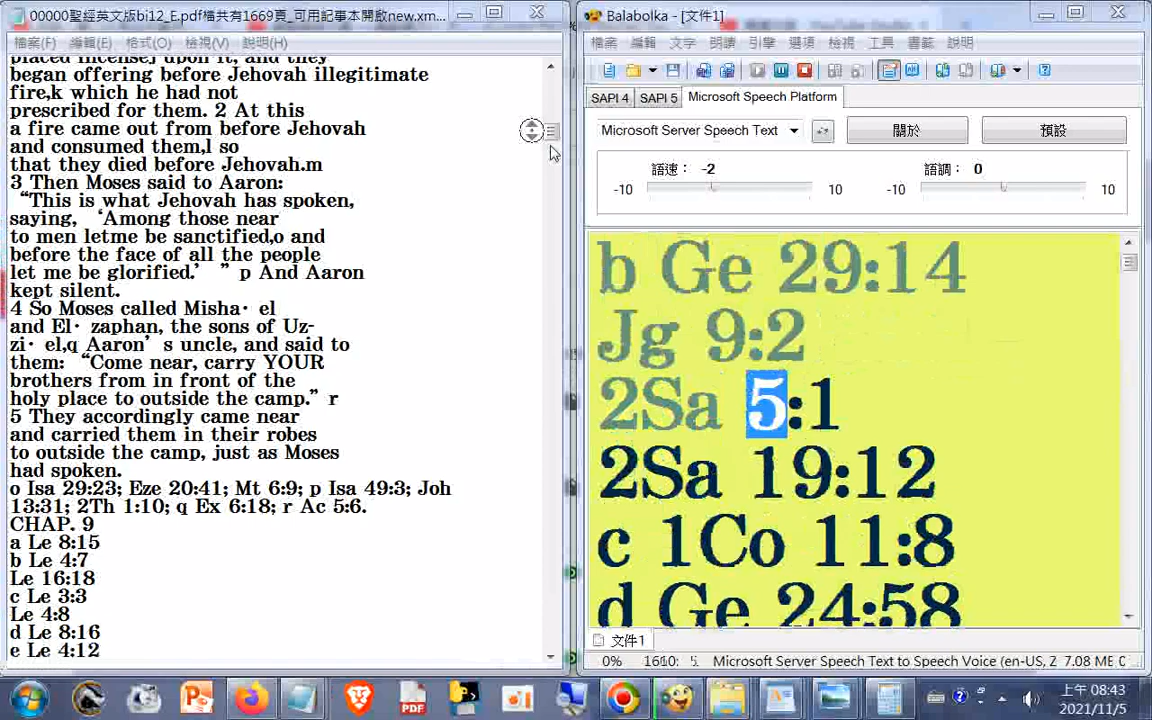 00000聖經英文版bi12_E.pdf檔共有1669頁_可用記事本開啟new.xm...
檔案(F) 編輯(E) 格式(O) 檢視(V) 說明(H)
placed incense j upon it, and they
began offering before Jehovah illegitimate
fire,k which he had not
prescribed for them. 2 At this
a fire came out from before Jehovah
and consumed them,l so
that they died before Jehovah.m
3 Then Moses said to Aaron:
“This is what Jehovah has spoken,
saying, ‘Among those near
to men letme be sanctified,o and
before the face of all the people
let me be glorified.’ ”p And Aaron
kept silent.
4 So Moses called Misha·el
and El·zaphan, the sons of Uz-
zi·el,q Aaron’s uncle, and said to
them: “Come near, carry YOUR
brothers from in front of the
holy place to outside the camp.”r
5 They accordingly came near
and carried them in their robes
to outside the camp, just as Moses
had spoken.
o Isa 29:23; Eze 20:41; Mt 6:9; p Isa 49:3; Joh
13:31; 2Th 1:10; q Ex 6:18; r Ac 5:6.
CHAP. 9
a Le 8:15
b Le 4:7
Le 16:18
c Le 3:3
Le 4:8
d Le 8:16
e Le 4:12
Balabolka - [文件1]
檔案 編輯 文字 朗讀 引擎 選項 檢視 工具 書籤 說明
SAPI 4 SAPI 5 Microsoft Speech Platform
Microsoft Server Speech Text 關於 預設
語速: -2 語調: 0
-10 10 -10 10
b Ge 29:14
Jg 9:2
2Sa 5:1
2Sa 19:12
c 1Co 11:8
d Ge 24:58
文件1
0% 1610: 5 Microsoft Server Speech Text to Speech Voice (en-US, Z 7.08 ME
上午 08:43
2021/11/5